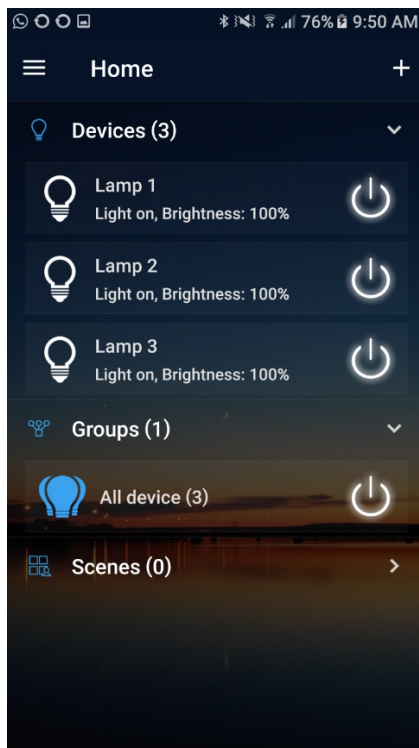 76% 9:50 AM
Home
Devices (3)
Lamp 1
Light on, Brightness: 100%
Lamp 2
Light on, Brightness: 100%
Lamp 3
Light on, Brightness: 100%
Groups (1)
All device (3)
Scenes (0)